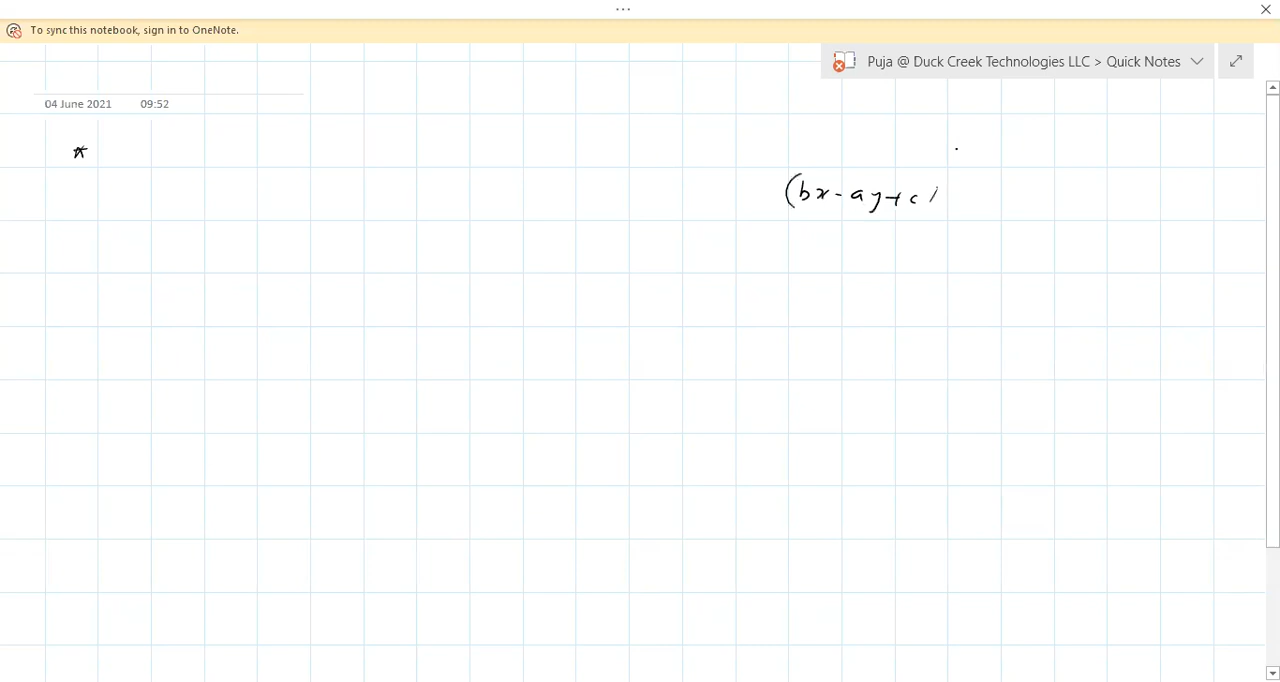 To sync this notebook, sign in to OneNote.
Puja @ Duck Creek Technologies LLC > Quick Notes
04 June 2021 09:52
(bx - ay + c)